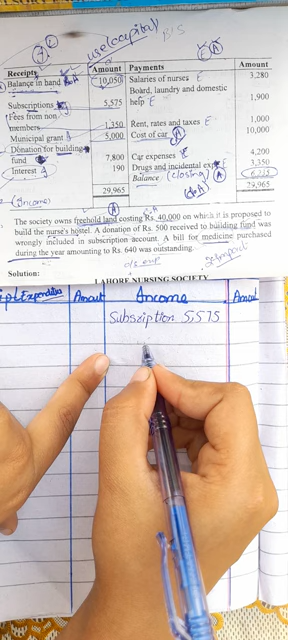 use(capital) BIS
Receipts Amount Payments Amount
Balance in hand 10,050 Salaries of nurses E 3,280
Board, laundry and domestic
Subscriptions 5,575 help E 1,900
Fees from non
members 1,350 Rent, rates and taxes E 1,000
Municipal grant 5,000 Cost of car A 10,000
Donation for building
fund 7,800 Car expenses E 4,200
Interest 190 Drugs and incidental exp E 3,350
Balance (closing) 6,235
29,965 29,965
(Income)
The society owns freehold land costing Rs. 40,000 on which it is proposed to
build the nurse's hostel. A donation of Rs. 500 received to building fund was
wrongly included in subscription account. A bill for medicine purchased
during the year amounting to Rs. 640 was outstanding.
o/s exp
Solution:
LAHORE NURSING SOCIETY
Expenditure Amount Income Amount
Subscription 5,575